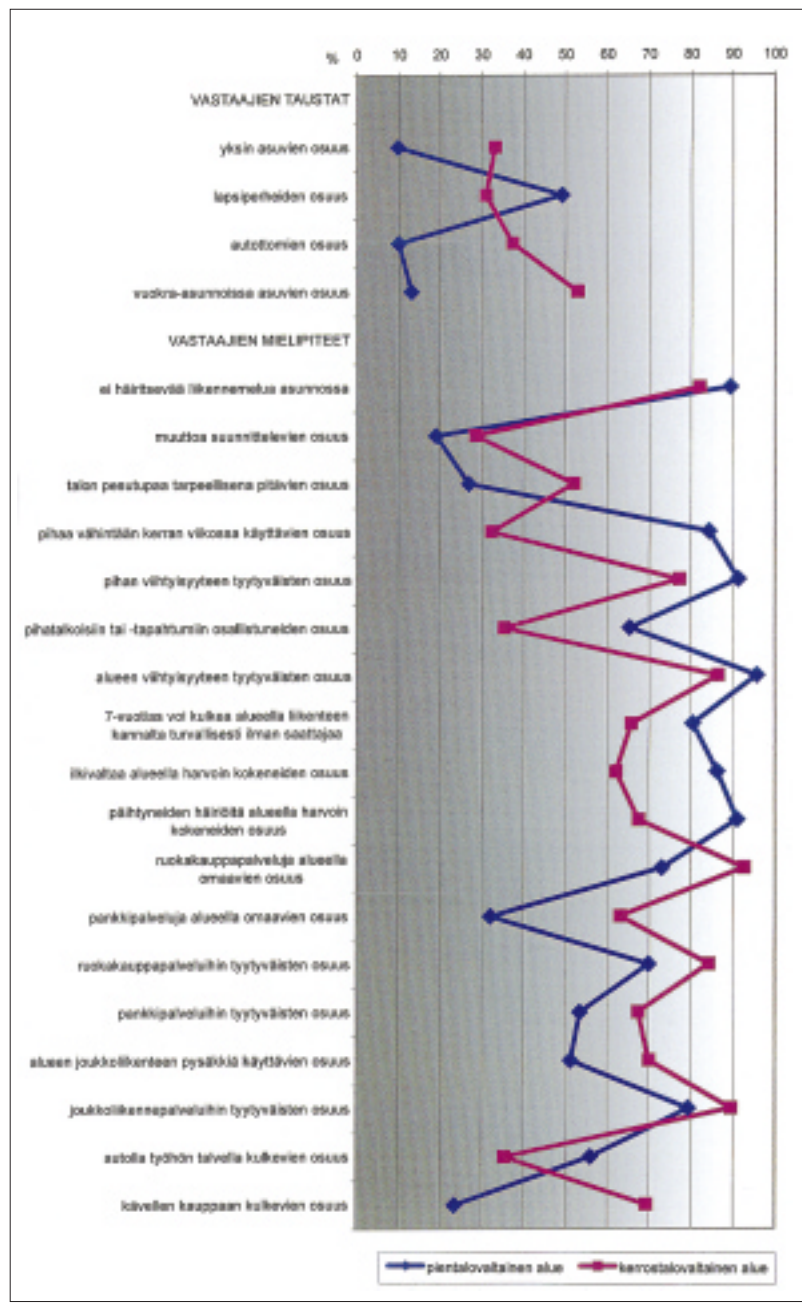 % 0 10 20 30 40 50 60 70 80 90 100
VASTAAJIEN TAUSTAT
yksin asuvien osuus
lapsiperheiden osuus
autottomien osuus
vuokra-asunnoissa asuvien osuus
VASTAAJIEN MIELIPITEET
ei häiritsevää liikennemelua asunnossa
muuttoa suunnittelevien osuus
talon pesutupaa tarpeellisena pitävien osuus
pihaa vähintään kerran viikossa käyttävien osuus
pihan viihtyisyyteen tyytyväisten osuus
pihatalkoisiin tai -tapahtumiin osallistuneiden osuus
alueen viihtyisyyteen tyytyväisten osuus
7-vuotias voi kulkea alueella liikenteen
kannalta turvallisesti ilman saattajaa
ilkivaltaa alueella harvoin kokeneiden osuus
päihtyneiden häiriöitä alueella harvoin
kokeneiden osuus
ruokakauppapalveluja alueella
omaavien osuus
pankkipalveluja alueella omaavien osuus
ruokakauppapalveluihin tyytyväisten osuus
pankkipalveluihin tyytyväisten osuus
alueen joukkoliikenteen pysäkkiä käyttävien osuus
joukkoliikennepalveluihin tyytyväisten osuus
autolla työhön talvella kulkevien osuus
kävellen kauppaan kulkevien osuus
pientalovaltainen alue kerrostalovaltainen alue